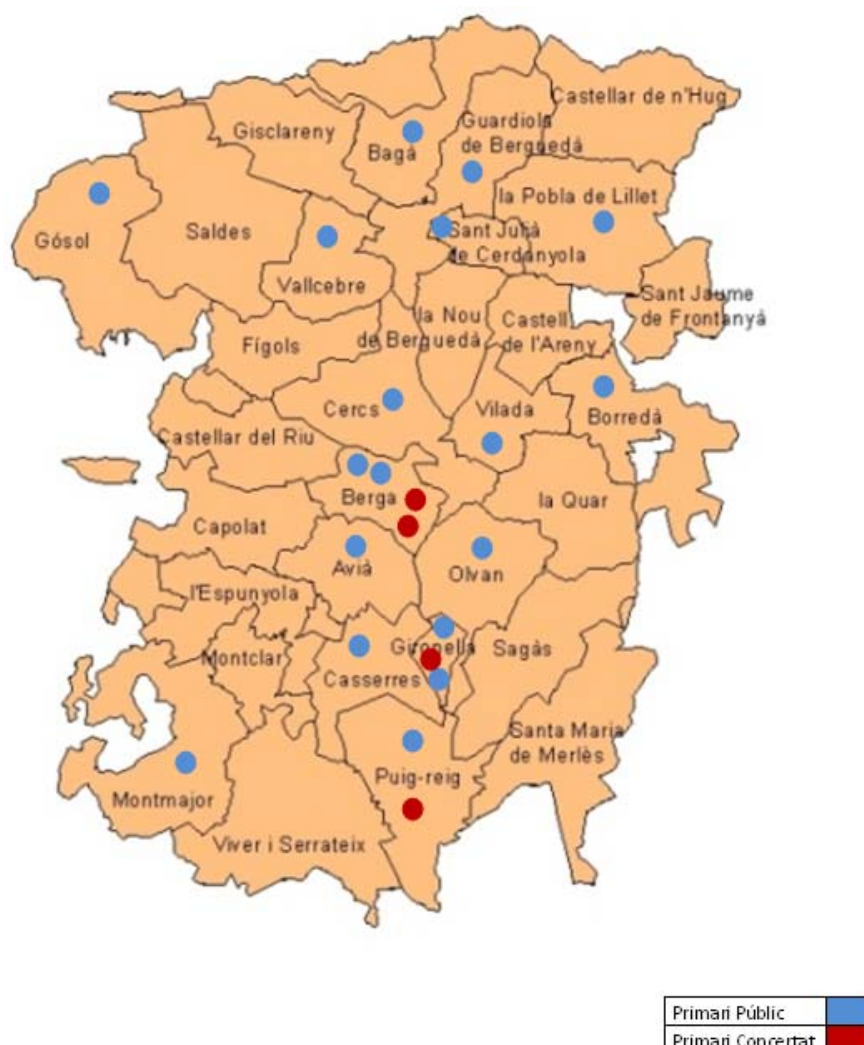 Castellar de n'Hug
Gisclareny
Guardiola
de Berguedà
Bagà
la Pobla de Lillet
Gósol
Saldes
Sant Julià
de Cerdanyola
Vallcebre
Sant Jaume
de Frontanyà
la Nou
de Berguedà
Castell
de l'Areny
Fígols
Cercs
Vilada
Borredà
Castellar del Riu
Berga
la Quar
Capolat
Avià
Olvan
l'Espunyola
Gironella
Sagàs
Montclar
Casserres
Santa Maria
de Merlès
Puig-reig
Montmajor
Viver i Serrateix
Primari Públic
Primari Concertat